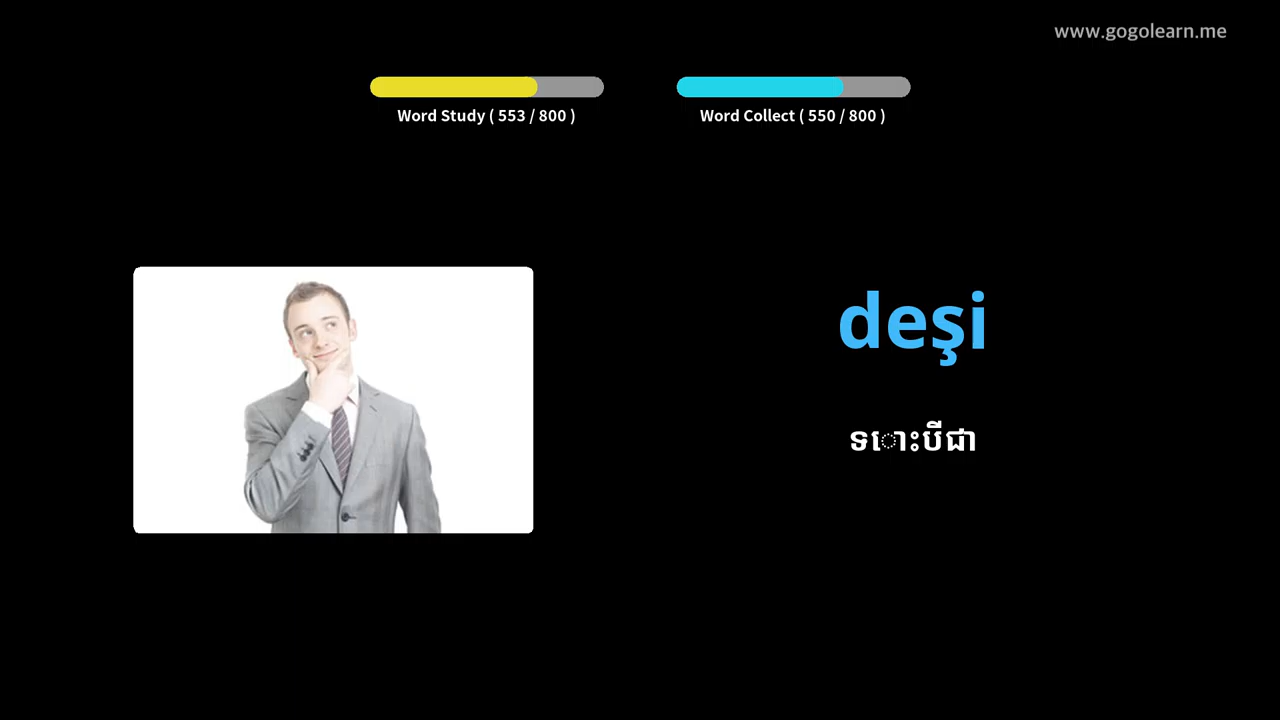 www.gogolearn.me
Word Study ( 553 / 800 )
Word Collect ( 550 / 800 )
deşi
ទោះបីជា